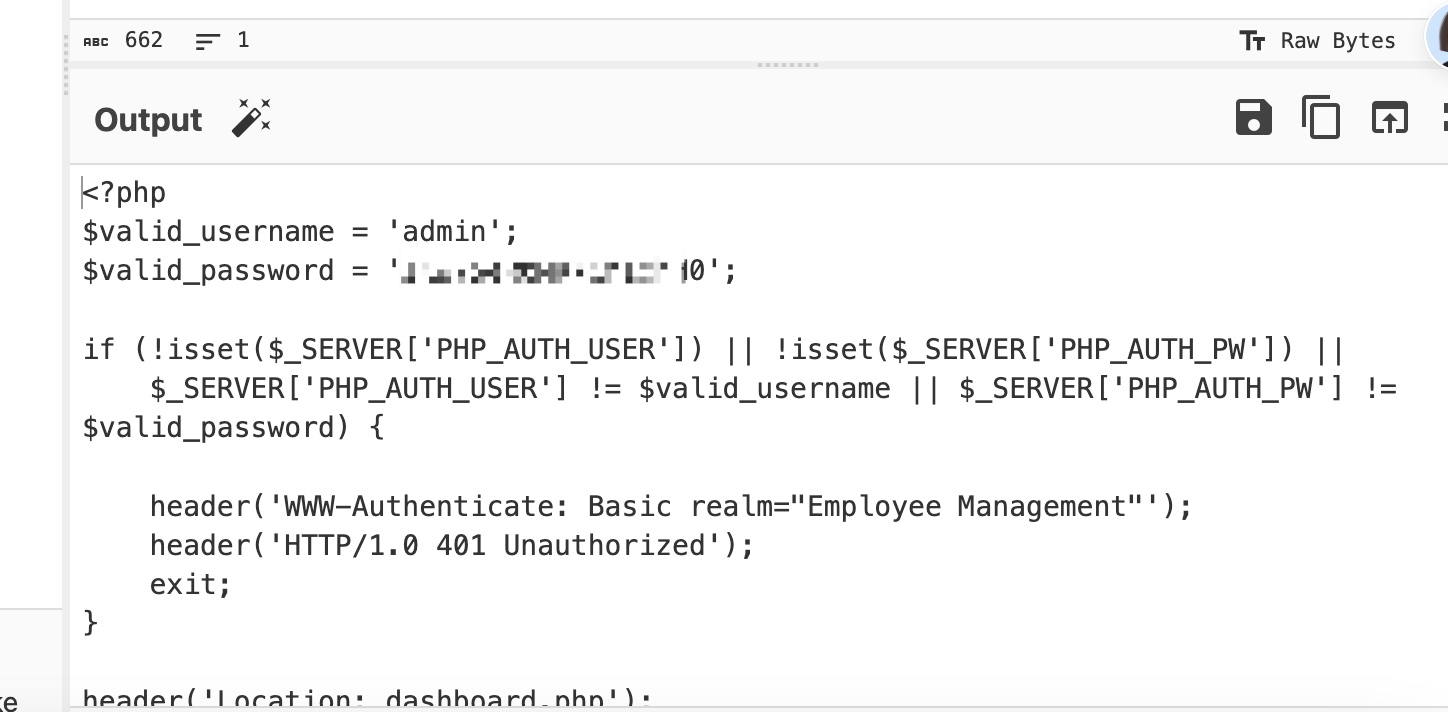 ABC 662 1 Raw Bytes
Output
<?php
$valid_username = 'admin';
$valid_password = ' 0';
if (!isset($_SERVER['PHP_AUTH_USER']) || !isset($_SERVER['PHP_AUTH_PW']) ||
$_SERVER['PHP_AUTH_USER'] != $valid_username || $_SERVER['PHP_AUTH_PW'] !=
$valid_password) {
header('WWW-Authenticate: Basic realm="Employee Management"');
header('HTTP/1.0 401 Unauthorized');
exit;
}
header('Location: dashboard.php');